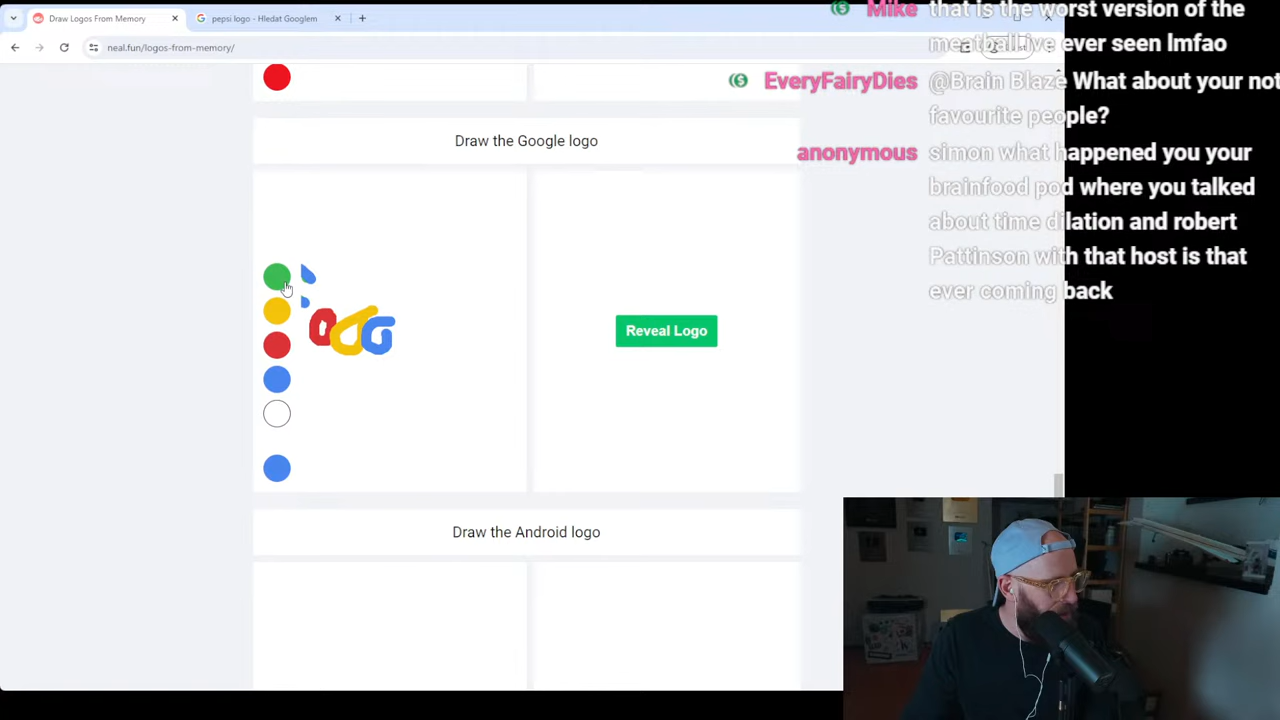 Draw Logos From Memory
pepsi logo - Hledat Googlem
neal.fun/logos-from-memory/
Mike that is the worst version of the
meatball ive ever seen lmfao
EveryFairyDies @Brain Blaze What about your not
favourite people?
anonymous simon what happened you your
brainfood pod where you talked
about time dilation and robert
Pattinson with that host is that
ever coming back
Draw the Google logo
Reveal Logo
Draw the Android logo